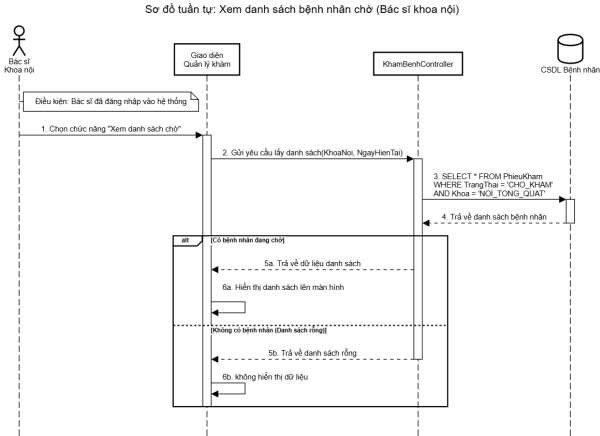 Sơ đồ tuần tự: Xem danh sách bệnh nhân chờ (Bác sĩ khoa nội)
Bác sĩ
Khoa nội
Giao diện
Quản lý khám
KhamBenhController
CSDL Bệnh nhân
Điều kiện: Bác sĩ đã đăng nhập vào hệ thống
1. Chọn chức năng "Xem danh sách chờ"
2. Gửi yêu cầu lấy danh sách(KhoaNoi, NgayHienTai)
3. SELECT * FROM PhieuKham
WHERE TrangThai = 'CHO_KHAM'
AND Khoa = 'NOI_TONG_QUAT'
4. Trả về danh sách bệnh nhân
alt
[Có bệnh nhân đang chờ]
5a. Trả về dữ liệu danh sách
6a. Hiển thị danh sách lên màn hình
[Không có bệnh nhân (Danh sách rỗng)]
5b. Trả về danh sách rỗng
6b. không hiển thị dữ liệu